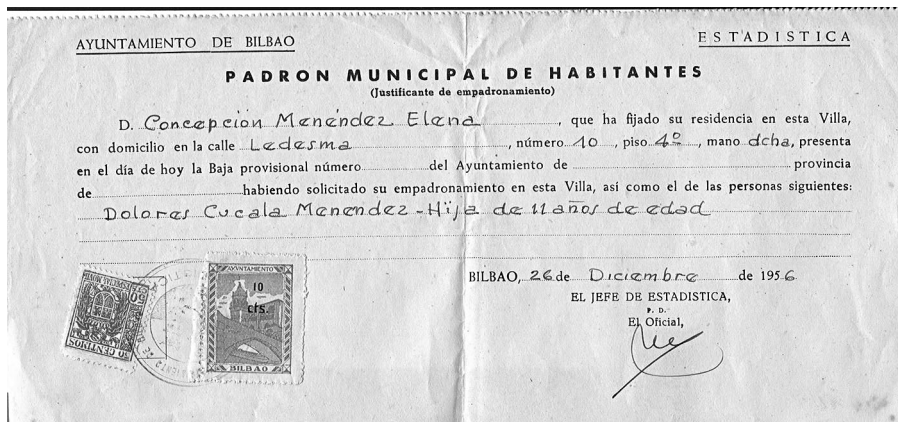 AYUNTAMIENTO DE BILBAO
ESTADISTICA
PADRON MUNICIPAL DE HABITANTES
(Justificante de empadronamiento)
D. Concepción Menéndez Elena, que ha fijado su residencia en esta Villa,
con domicilio en la calle Ledesma, número 10, piso 4º, mano dcha, presenta
en el día de hoy la Baja provisional número del Ayuntamiento de provincia
de habiendo solicitado su empadronamiento en esta Villa, así como el de las personas siguientes:
Dolores Cucala Menendez - Hija de 11 años de edad
BILBAO, 26 de Diciembre de 1956
EL JEFE DE ESTADISTICA,
P. D.
El Oficial,
AYUNTAMIENTO
10
cts.
BILBAO
50 CENTIMOS